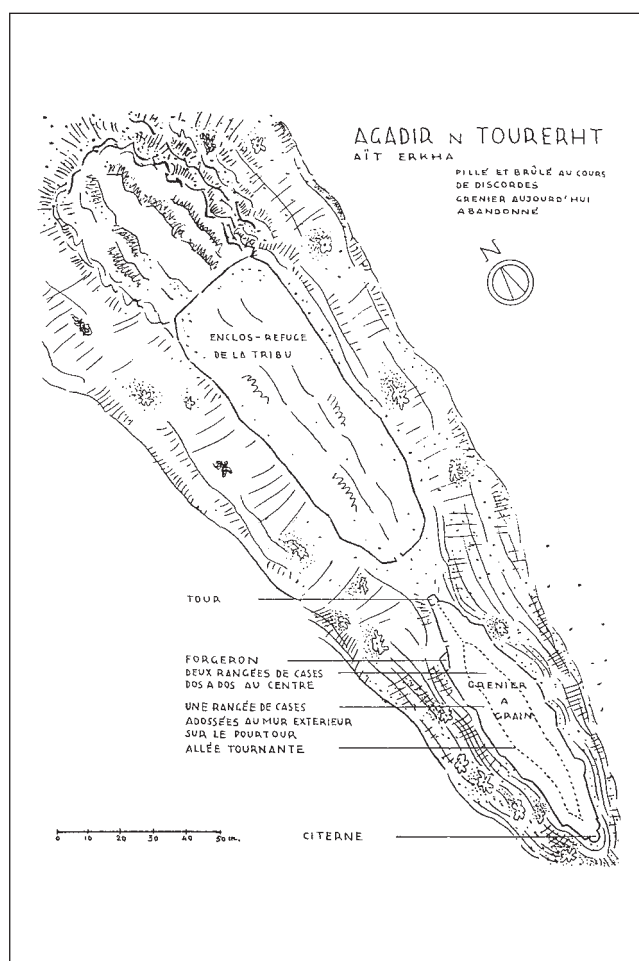 AGADIR N TOURERHT
AÏT ERKHA
PILLÉ ET BRÛLÉ AU COURS
DE DISCORDES
GRENIER AUJOURD'HUI
ABANDONNÉ
N
ENCLOS-REFUGE
DE LA TRIBU
TOUR
FORGERON
DEUX RANGÉES DE CASES
DOS A DOS AU CENTRE
GRENIER
A
GRAIN
UNE RANGÉE DE CASES
ADOSSÉES AU MUR EXTERIEUR
SUR LE POURTOUR
ALLÉE TOURNANTE
0 10 20 30 40 50 m.
CITERNE